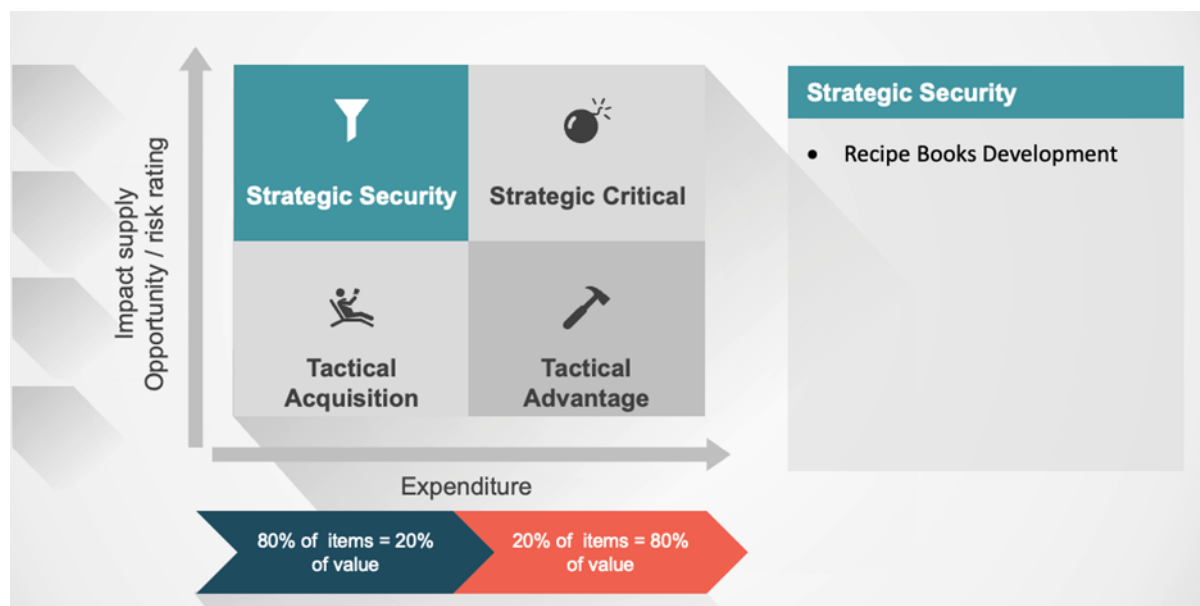 Impact supply
Opportunity / risk rating
Strategic Security
Strategic Critical
Tactical
Acquisition
Tactical
Advantage
Expenditure
80% of items = 20%
of value
20% of items = 80%
of value
Strategic Security
• Recipe Books Development